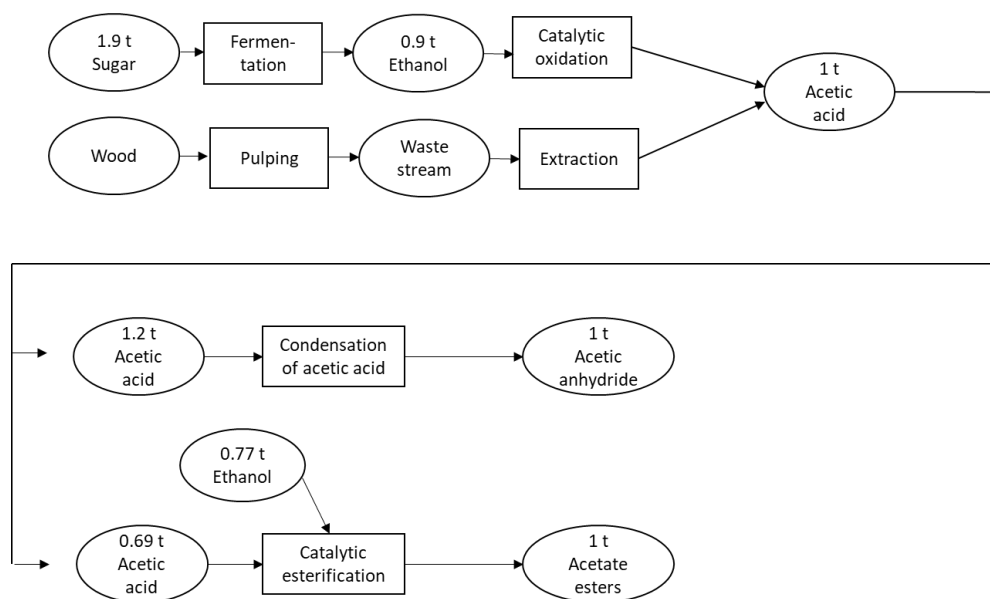 1.9 t
Sugar
Fermen-
tation
0.9 t
Ethanol
Catalytic
oxidation
1 t
Acetic
acid
Wood
Pulping
Waste
stream
Extraction
1.2 t
Acetic
acid
Condensation
of acetic acid
1 t
Acetic
anhydride
0.77 t
Ethanol
0.69 t
Acetic
acid
Catalytic
esterification
1 t
Acetate
esters